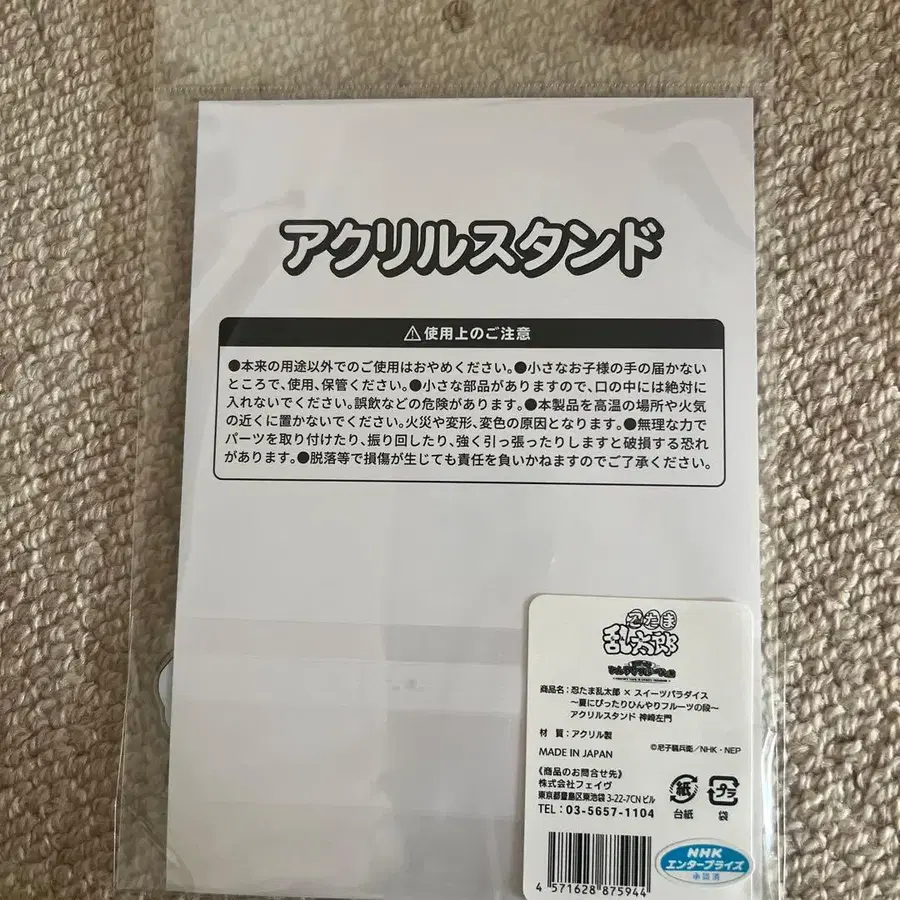 アクリルスタンド
⚠使用上のご注意
●本来の用途以外でのご使用はおやめください。●小さなお子様の手の届かない
ところで、使用、保管ください。●小さな部品がありますので、口の中には絶対に
入れないでください。誤飲などの危険があります。●本製品を高温の場所や火気
の近くに置かないでください。火災や変形、変色の原因となります。●無理な力で
パーツを取り付けたり、振り回したり、強く引っ張ったりしますと破損する恐れ
があります。●脱落等で損傷が生じても責任を負いかねますのでご了承ください。
忍たま
乱太郎
商品名：忍たま乱太郎 × スイーツパラダイス
～夏にぴったりひんやりフルーツの段～
アクリルスタンド 神崎左門
材 質：アクリル製
MADE IN JAPAN
©尼子騒兵衛／NHK・NEP
《商品のお問合せ先》
株式会社フェイヴ
東京都豊島区東池袋 3-22-7CN ビル
TEL：03-5657-1104
紙
台紙
プラ
袋
4 571628 875944
NHK
エンタープライズ
承認済